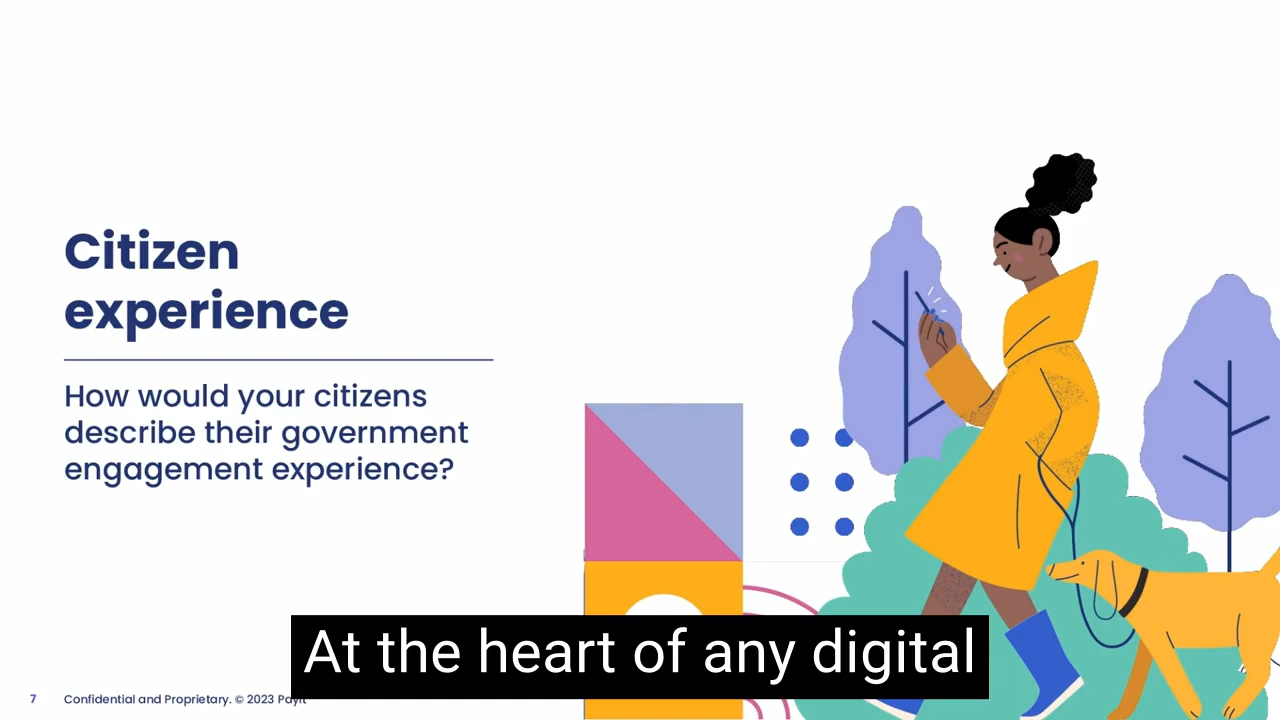 Citizen
experience
How would your citizens
describe their government
engagement experience?
At the heart of any digital
7 Confidential and Proprietary. © 2023 PayIt